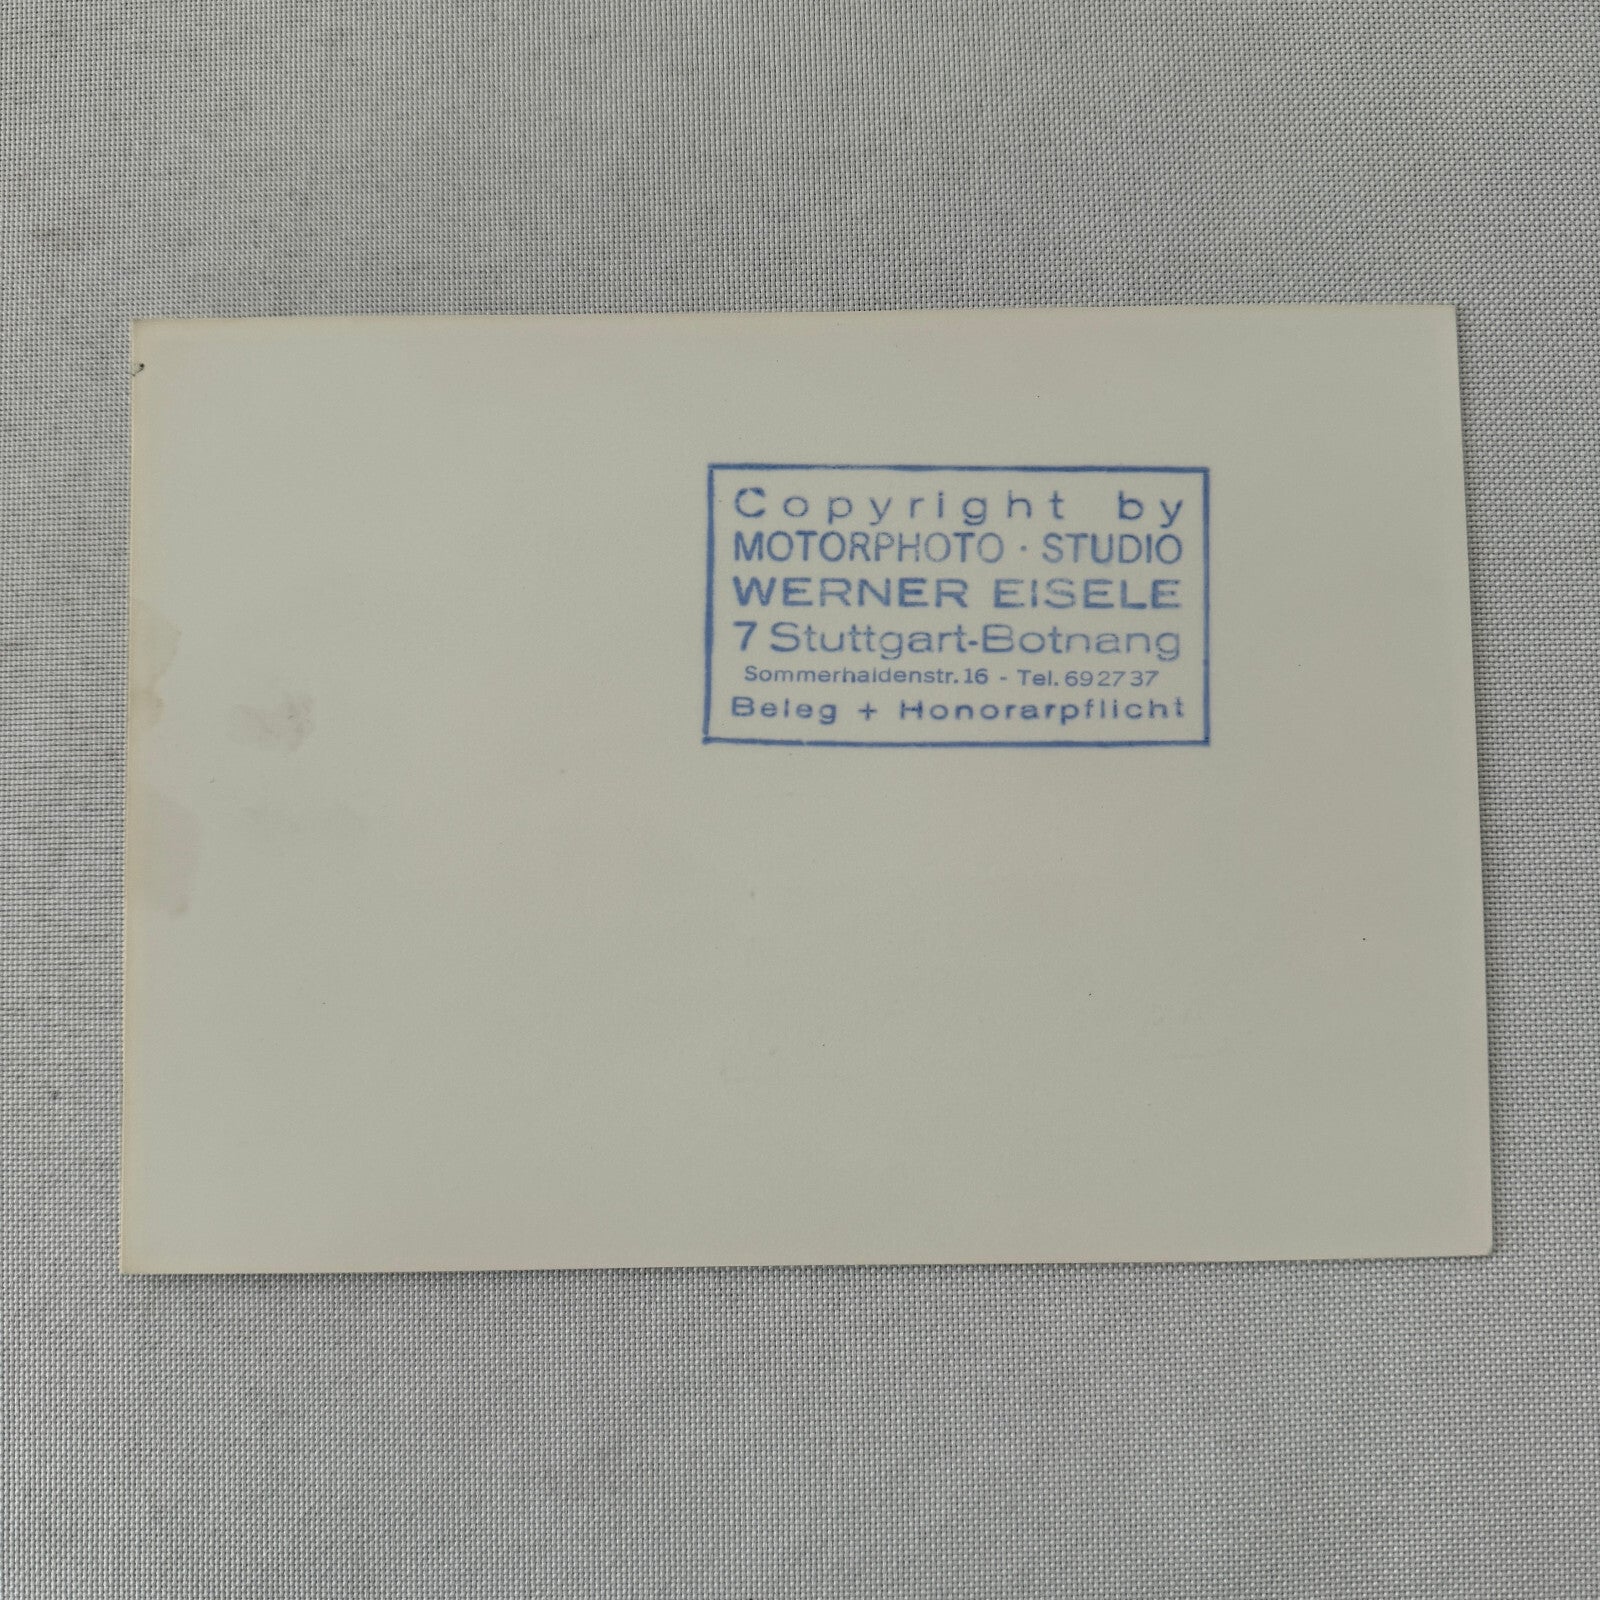 Copyright by
MOTORPHOTO · STUDIO
WERNER EISELE
7 Stuttgart-Botnang
Sommerhaldenstr. 16 - Tel. 692737
Beleg + Honorarpflicht